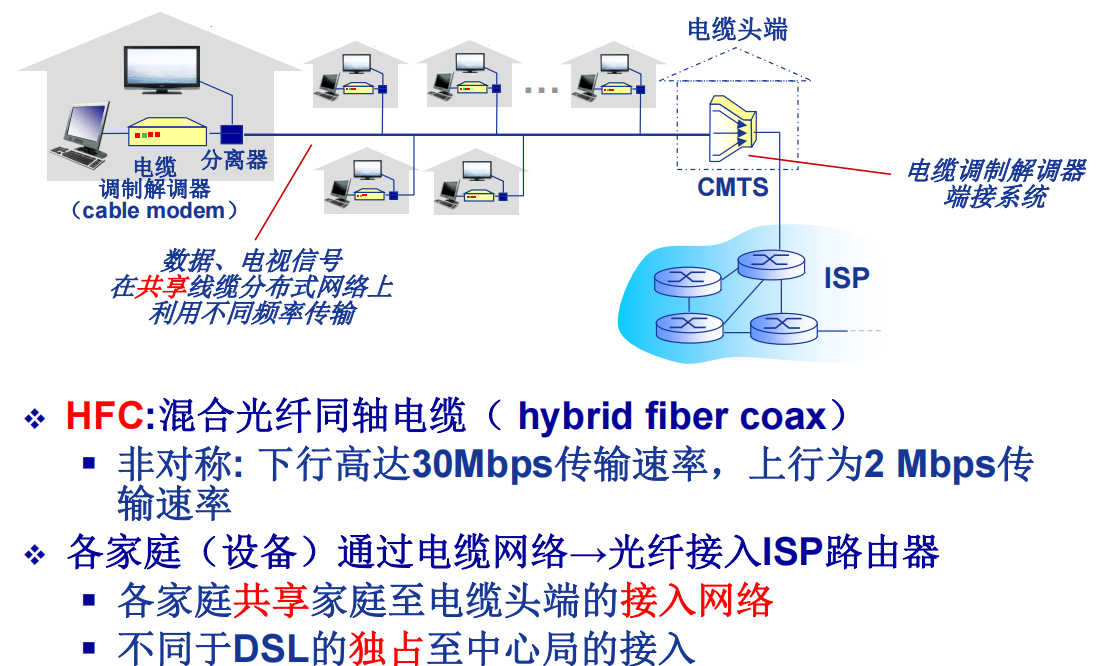 电缆头端
分离器
电缆
调制解调器
（cable modem）
CMTS
电缆调制解调器
端接系统
数据、电视信号
在共享线缆分布式网络上
利用不同频率传输
ISP
...
HFC:混合光纤同轴电缆（ hybrid fiber coax）
非对称: 下行高达30Mbps传输速率，上行为2 Mbps传
输速率
各家庭（设备）通过电缆网络→光纤接入ISP路由器
各家庭共享家庭至电缆头端的接入网络
不同于DSL的独占至中心局的接入